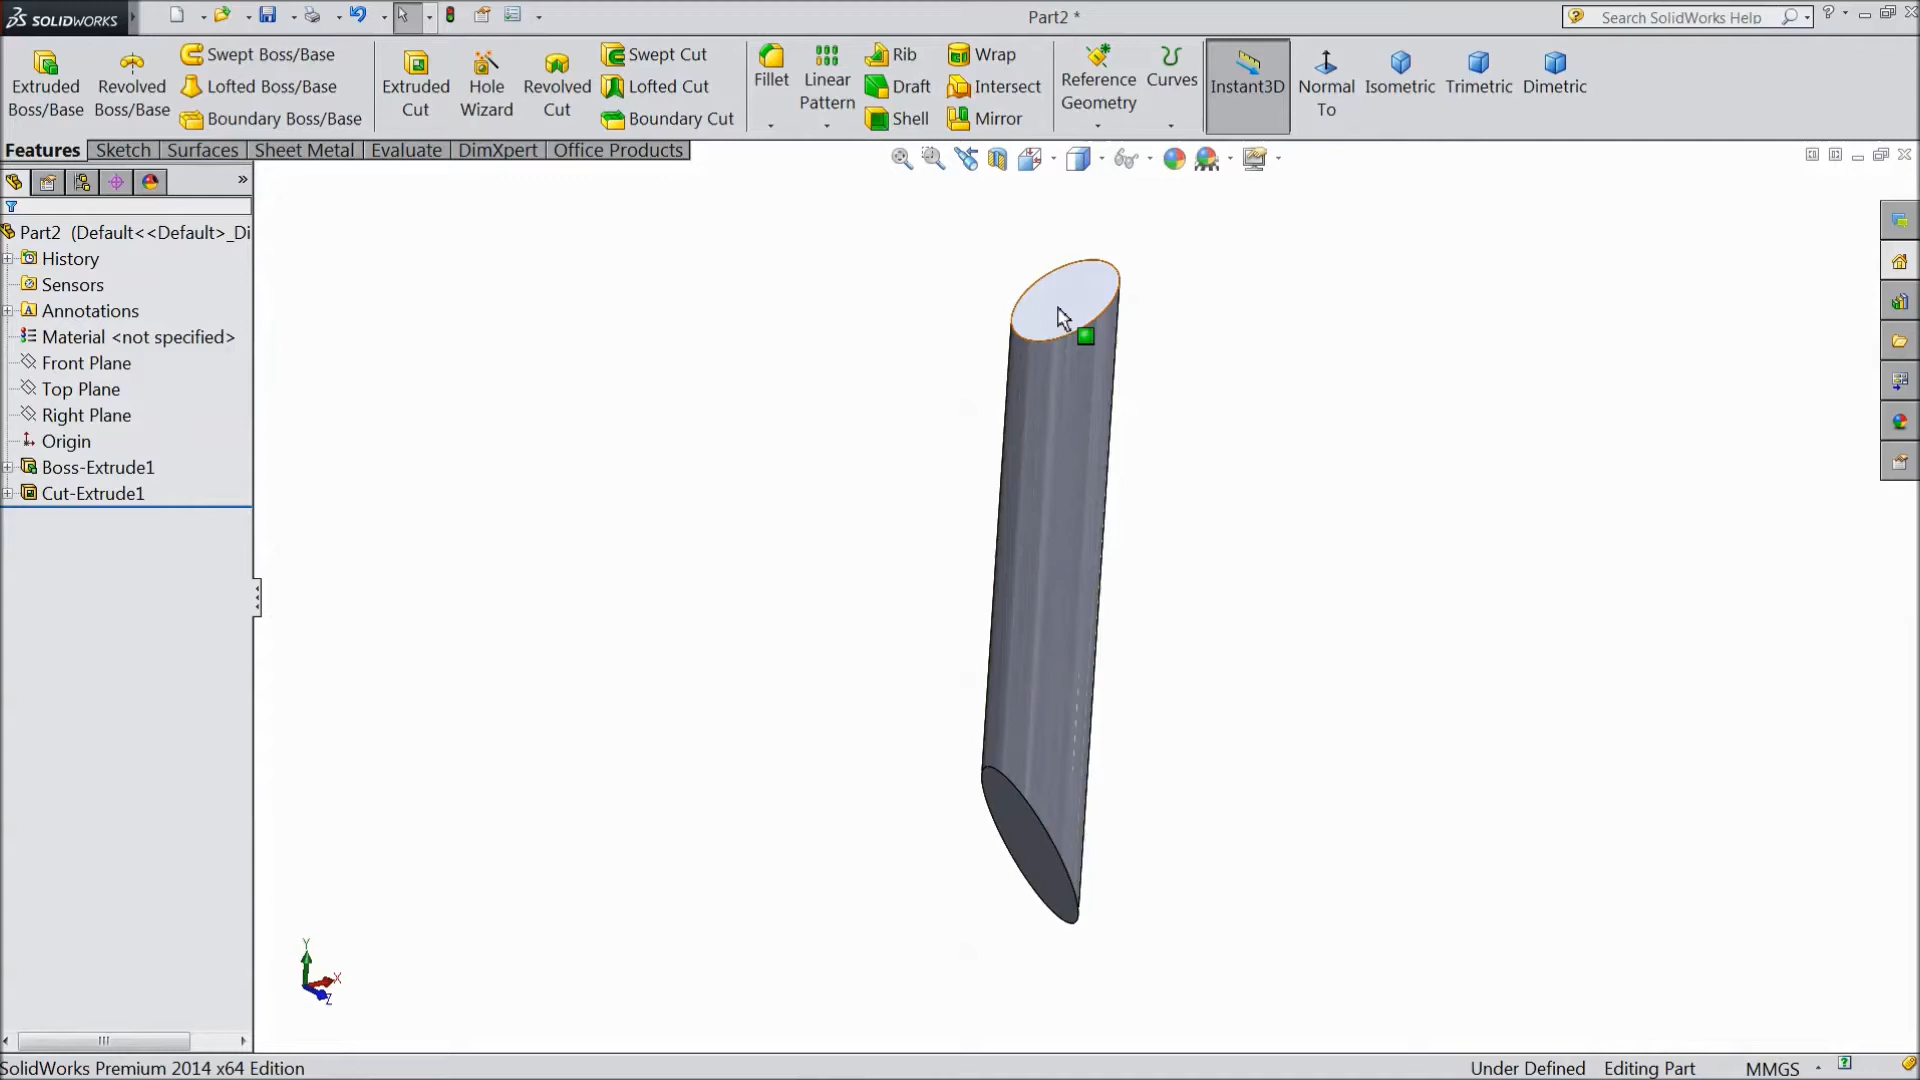 SOLIDWORKS
Part2 *
Search SolidWorks Help
Extruded Boss/Base
Revolved Boss/Base
Swept Boss/Base
Lofted Boss/Base
Boundary Boss/Base
Extruded Cut
Hole Wizard
Revolved Cut
Swept Cut
Lofted Cut
Boundary Cut
Fillet
Linear Pattern
Rib
Draft
Shell
Wrap
Intersect
Mirror
Reference Geometry
Curves
Instant3D
Normal To
Isometric
Trimetric
Dimetric
Features
Sketch
Surfaces
Sheet Metal
Evaluate
DimXpert
Office Products
Part2 (Default<<Default>_Di
History
Sensors
Annotations
Material <not specified>
Front Plane
Top Plane
Right Plane
Origin
Boss-Extrude1
Cut-Extrude1
Y
X
Z
SolidWorks Premium 2014 x64 Edition
Under Defined
Editing Part
MMGS